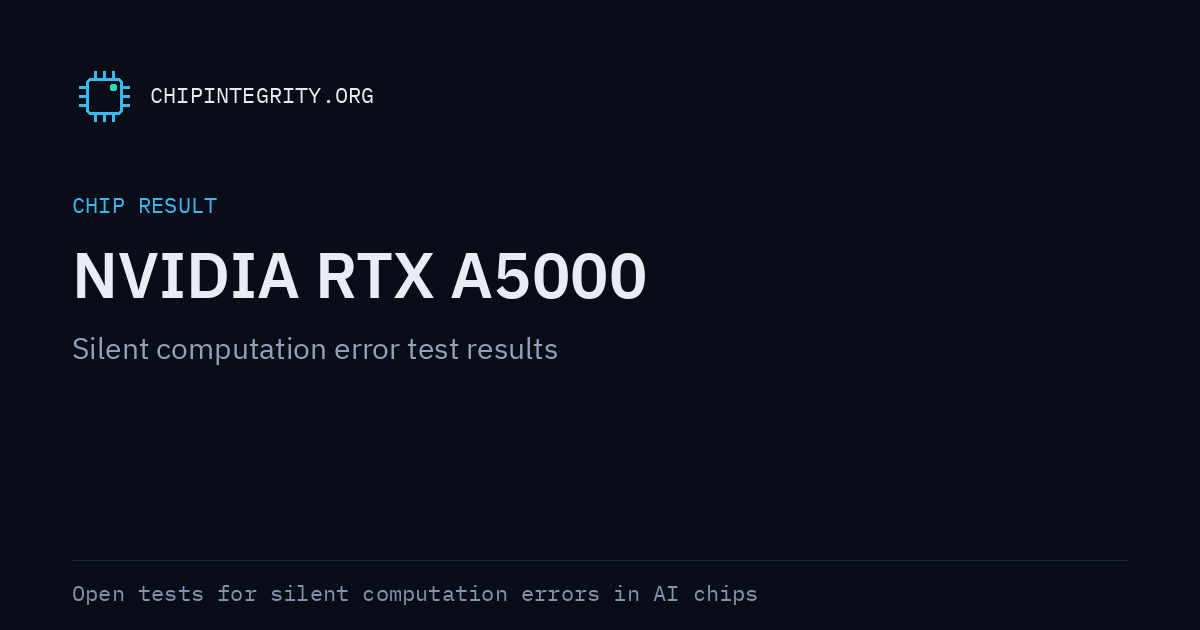 CHIPINTEGRITY.ORG
CHIP RESULT
NVIDIA RTX A5000
Silent computation error test results
Open tests for silent computation errors in AI chips